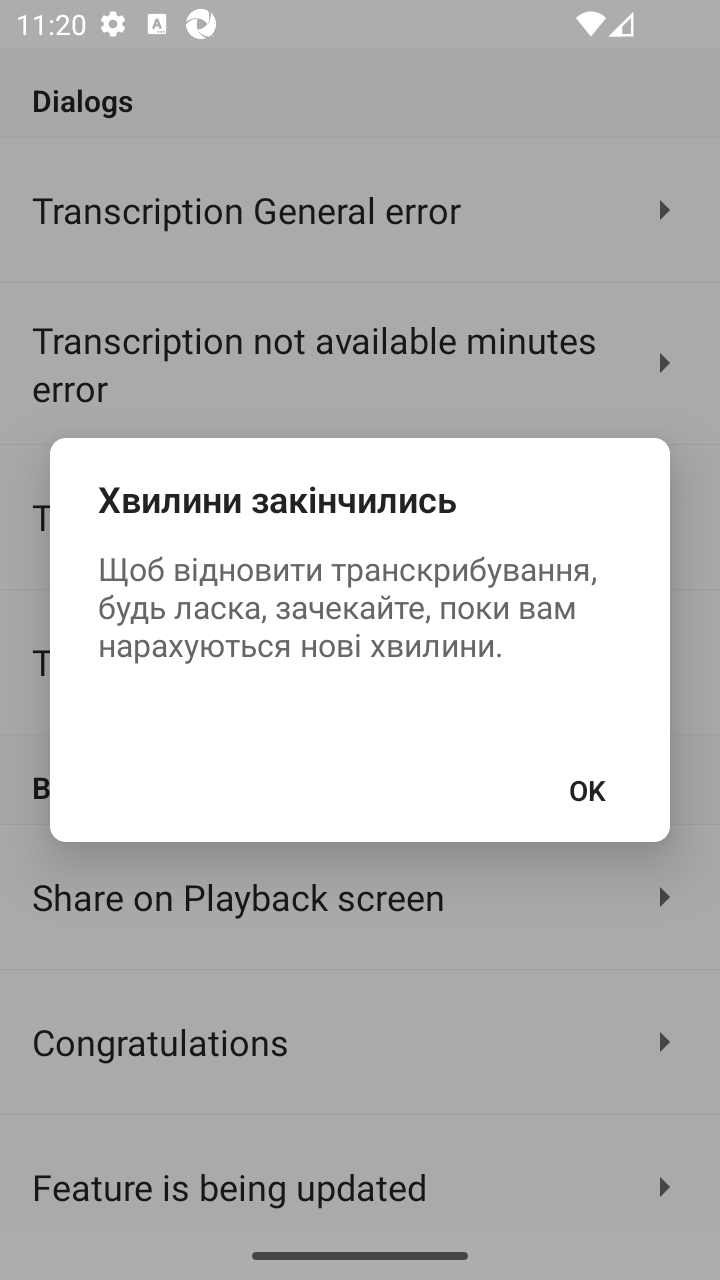 11:20
Dialogs
Transcription General error
Transcription not available minutes
error
Хвилини закінчились
Щоб відновити транскрибування,
будь ласка, зачекайте, поки вам
нарахуються нові хвилини.
OK
Share on Playback screen
Congratulations
Feature is being updated